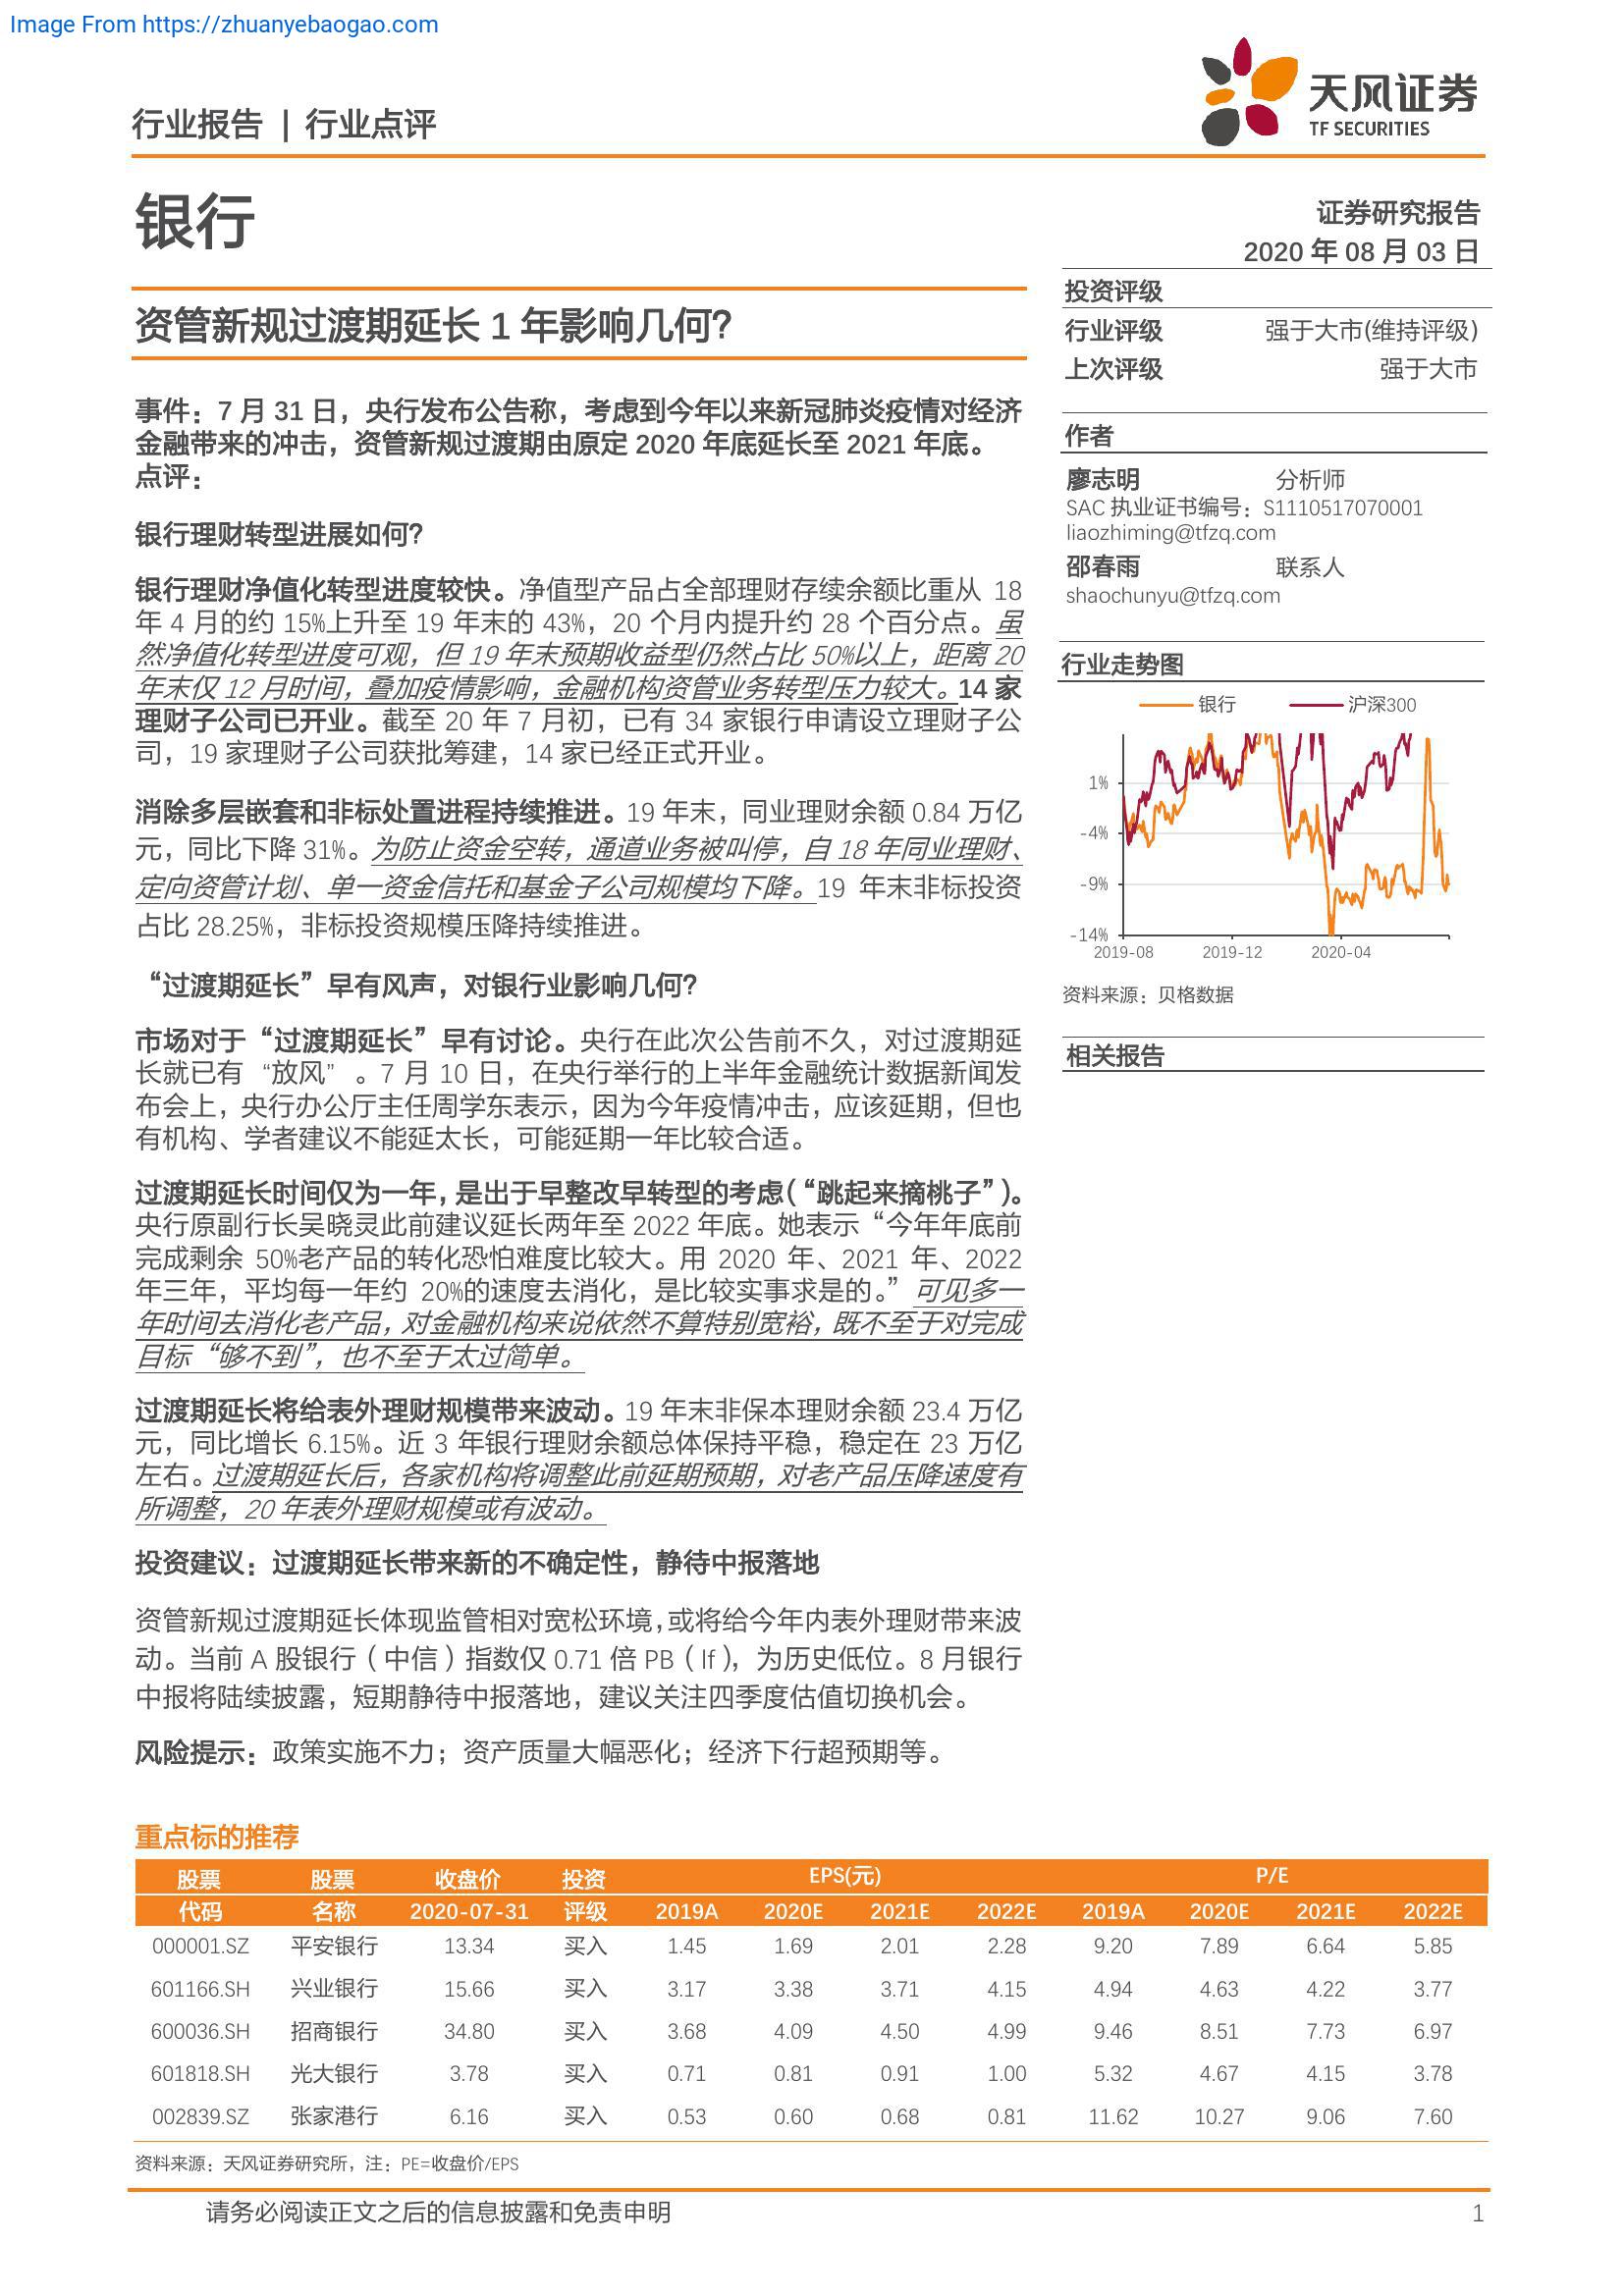 Image From https://zhuanyebaogao.com
天风证券
TF SECURITIES
行业报告 | 行业点评
银行
证券研究报告
2020 年 08 月 03 日
资管新规过渡期延长 1 年影响几何？
投资评级
行业评级 强于大市(维持评级)
上次评级 强于大市
作者
廖志明 分析师
SAC 执业证书编号：S1110517070001
liaozhiming@tfzq.com
邵春雨 联系人
shaochunyu@tfzq.com
行业走势图
银行 沪深300
1%
-4%
-9%
-14%
2019-08 2019-12 2020-04
资料来源：贝格数据
相关报告
事件：7 月 31 日，央行发布公告称，考虑到今年以来新冠肺炎疫情对经济
金融带来的冲击，资管新规过渡期由原定 2020 年底延长至 2021 年底。
点评：
银行理财转型进展如何？
银行理财净值化转型进度较快。净值型产品占全部理财存续余额比重从 18
年 4 月的约 15%上升至 19 年末的 43%，20 个月内提升约 28 个百分点。虽
然净值化转型进度可观，但 19 年末预期收益型仍然占比 50%以上，距离 20
年末仅 12 月时间，叠加疫情影响，金融机构资管业务转型压力较大。14 家
理财子公司已开业。截至 20 年 7 月初，已有 34 家银行申请设立理财子公
司，19 家理财子公司获批筹建，14 家已经正式开业。
消除多层嵌套和非标处置进程持续推进。19 年末，同业理财余额 0.84 万亿
元，同比下降 31%。为防止资金空转，通道业务被叫停，自 18 年同业理财、
定向资管计划、单一资金信托和基金子公司规模均下降。19 年末非标投资
占比 28.25%，非标投资规模压降持续推进。
“过渡期延长”早有风声，对银行业影响几何？
市场对于“过渡期延长”早有讨论。央行在此次公告前不久，对过渡期延
长就已有“放风”。7 月 10 日，在央行举行的上半年金融统计数据新闻发
布会上，央行办公厅主任周学东表示，因为今年疫情冲击，应该延期，但也
有机构、学者建议不能延太长，可能延期一年比较合适。
过渡期延长时间仅为一年，是出于早整改早转型的考虑（“跳起来摘桃子”）。
央行原副行长吴晓灵此前建议延长两年至 2022 年底。她表示“今年年底前
完成剩余 50%老产品的转化恐怕难度比较大。用 2020 年、2021 年、2022
年三年，平均每一年约 20%的速度去消化，是比较实事求是的。”可见多一
年时间去消化老产品，对金融机构来说依然不算特别宽裕，既不至于对完成
目标“够不到”，也不至于太过简单。
过渡期延长将给表外理财规模带来波动。19 年末非保本理财余额 23.4 万亿
元，同比增长 6.15%。近 3 年银行理财余额总体保持平稳，稳定在 23 万亿
左右。过渡期延长后，各家机构将调整此前延期预期，对老产品压降速度有
所调整，20 年表外理财规模或有波动。
投资建议：过渡期延长带来新的不确定性，静待中报落地
资管新规过渡期延长体现监管相对宽松环境，或将给今年内表外理财带来波
动。当前 A 股银行（中信）指数仅 0.71 倍 PB（lf），为历史低位。8 月银行
中报将陆续披露，短期静待中报落地，建议关注四季度估值切换机会。
风险提示：政策实施不力；资产质量大幅恶化；经济下行超预期等。
重点标的推荐
股票 股票 收盘价 投资 EPS(元) P/E
代码 名称 2020-07-31 评级 2019A 2020E 2021E 2022E 2019A 2020E 2021E 2022E
000001.SZ 平安银行 13.34 买入 1.45 1.69 2.01 2.28 9.20 7.89 6.64 5.85
601166.SH 兴业银行 15.66 买入 3.17 3.38 3.71 4.15 4.94 4.63 4.22 3.77
600036.SH 招商银行 34.80 买入 3.68 4.09 4.50 4.99 9.46 8.51 7.73 6.97
601818.SH 光大银行 3.78 买入 0.71 0.81 0.91 1.00 5.32 4.67 4.15 3.78
002839.SZ 张家港行 6.16 买入 0.53 0.60 0.68 0.81 11.62 10.27 9.06 7.60
资料来源：天风证券研究所，注：PE=收盘价/EPS
请务必阅读正文之后的信息披露和免责申明 1